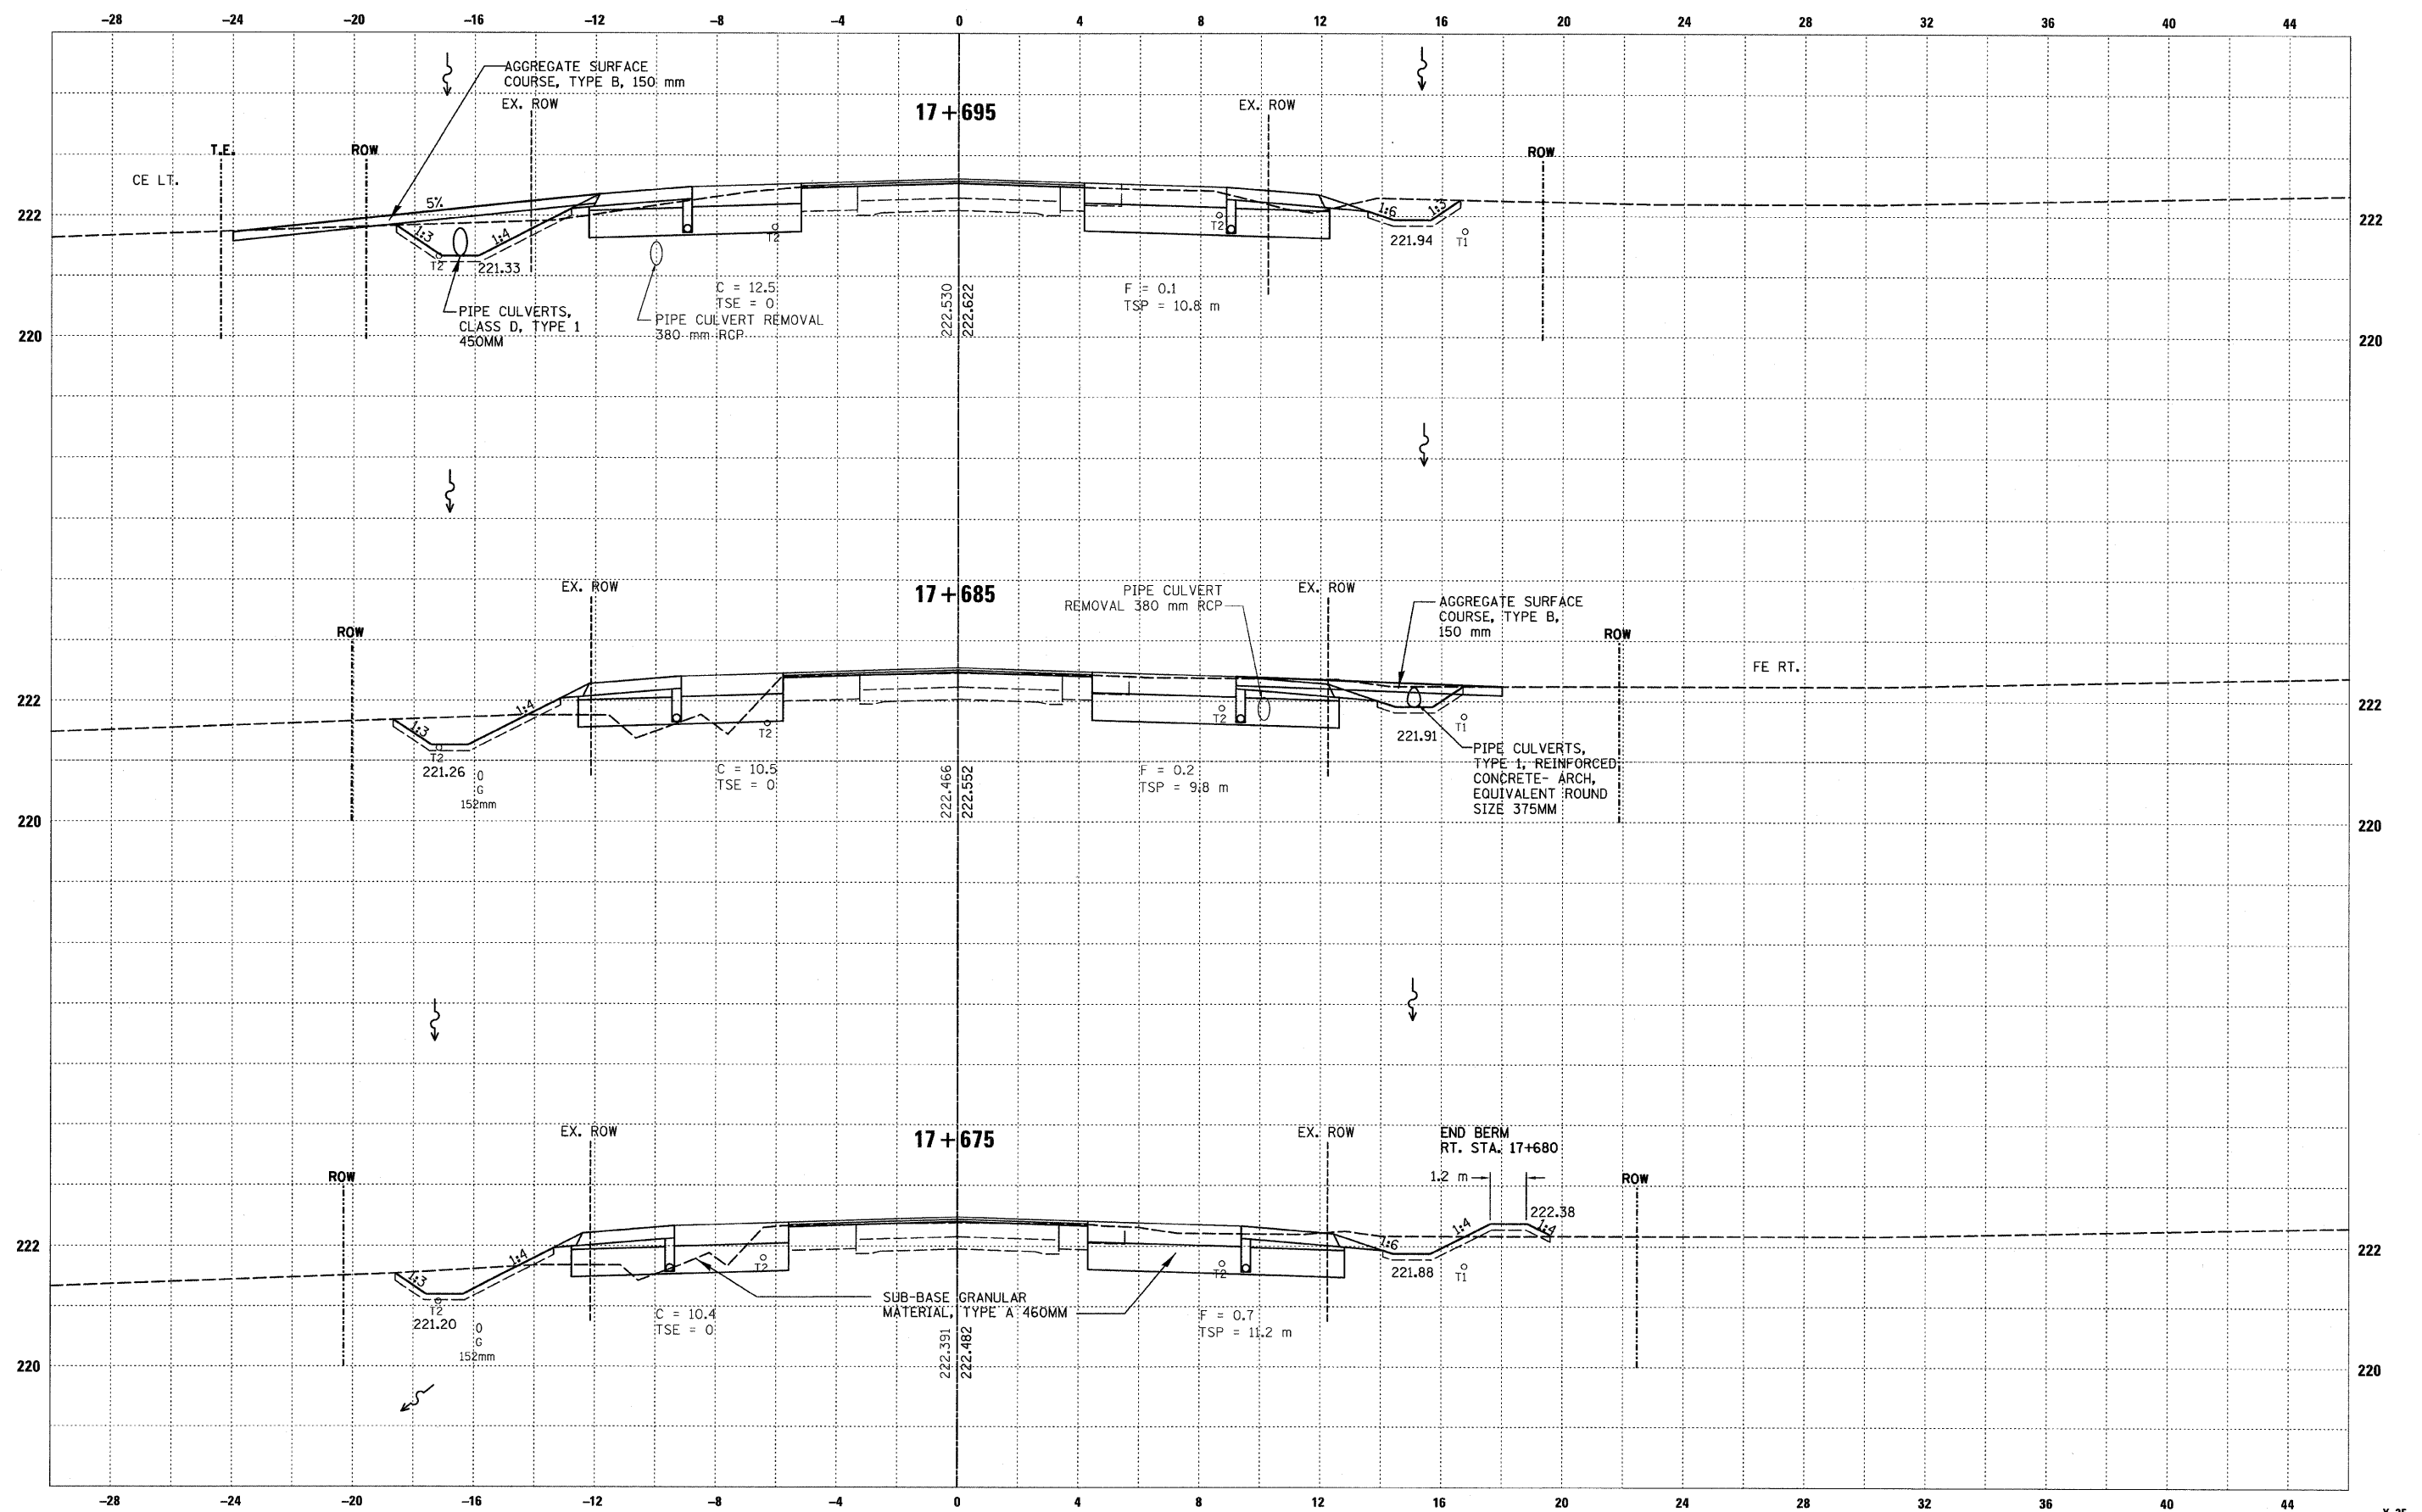 -28 -24 -20 -16 -12 -8 -4 0 4 8 12 16 20 24 28 32 36 40 44
AGGREGATE SURFACE
COURSE, TYPE B, 150 mm
EX. ROW
17+695
EX. ROW
T.E.
ROW
ROW
CE LT.
5%
222
1:3
1:4
1:6
1:3
222
T2
221.33
T2
T2
221.94
T1
C = 12.5
TSE = 0
222.530
222.622
F = 0.1
TSP = 10.8 m
PIPE CULVERTS,
CLASS D, TYPE 1
450MM
PIPE CULVERT REMOVAL
380 mm RCP
220
220
EX. ROW
17+685
PIPE CULVERT
REMOVAL 380 mm RCP
EX. ROW
AGGREGATE SURFACE
COURSE, TYPE B,
150 mm
ROW
ROW
FE RT.
222
1:3
1:4
222
T2
T2
T2
221.91
T1
221.26
O
G
152mm
C = 10.5
TSE = 0
222.466
222.552
F = 0.2
TSP = 9.8 m
PIPE CULVERTS,
TYPE 1, REINFORCED
CONCRETE- ARCH,
EQUIVALENT ROUND
SIZE 375MM
220
220
EX. ROW
17+675
EX. ROW
END BERM
RT. STA. 17+680
ROW
1.2 m
ROW
222.38
222
1:3
1:4
1:6
1:4
1:4
222
T2
T2
T2
221.88
T1
221.20
O
G
152mm
C = 10.4
TSE = 0
SUB-BASE GRANULAR
MATERIAL, TYPE A 460MM
222.391
222.482
F = 0.7
TSP = 11.2 m
220
220
-28 -24 -20 -16 -12 -8 -4 0 4 8 12 16 20 24 28 32 36 40 44